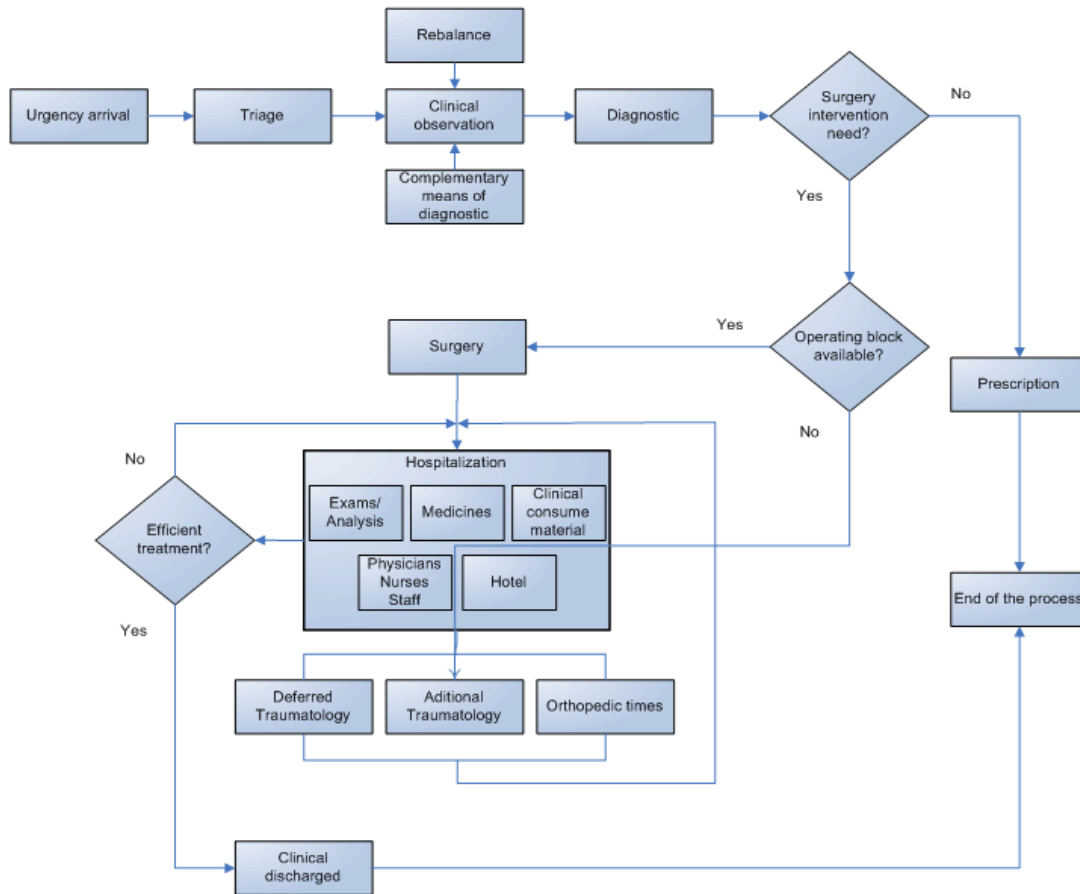 Rebalance
Urgency arrival
Triage
Clinical
observation
Diagnostic
Surgery
intervention
need?
No
Complementary
means of
diagnostic
Yes
Surgery
Yes
Operating block
available?
Prescription
No
No
Hospitalization
Exams/
Analysis
Medicines
Clinical
consume
material
Efficient
treatment?
Physicians
Nurses
Staff
Hotel
End of the process
Yes
Deferred
Traumatology
Aditional
Traumatology
Orthopedic times
Clinical
discharged